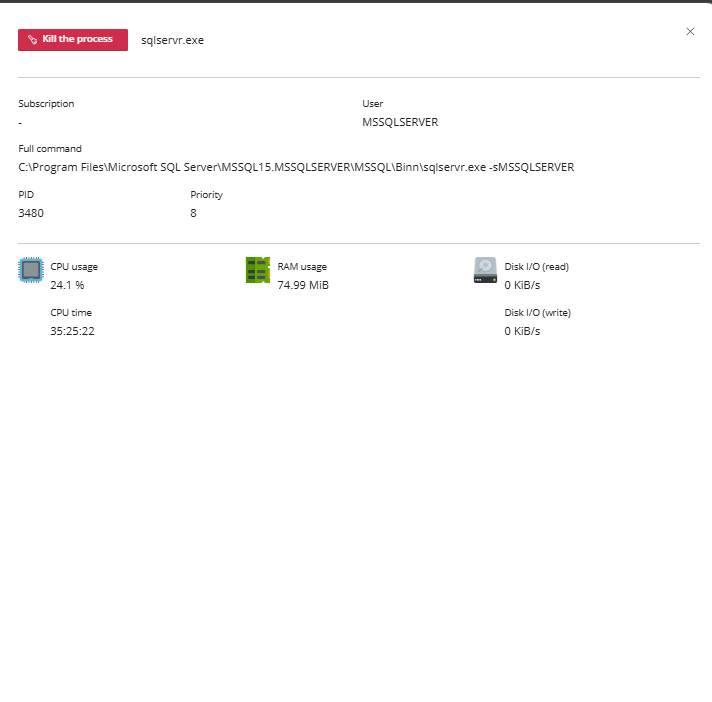 Kill the process sqlservr.exe
Subscription User
- MSSQLSERVER
Full command
C:\Program Files\Microsoft SQL Server\MSSQL15.MSSQLSERVER\MSSQL\Binn\sqlservr.exe -sMSSQLSERVER
PID Priority
3480 8
CPU usage RAM usage Disk I/O (read)
24.1 % 74.99 MiB 0 KiB/s
CPU time Disk I/O (write)
35:25:22 0 KiB/s